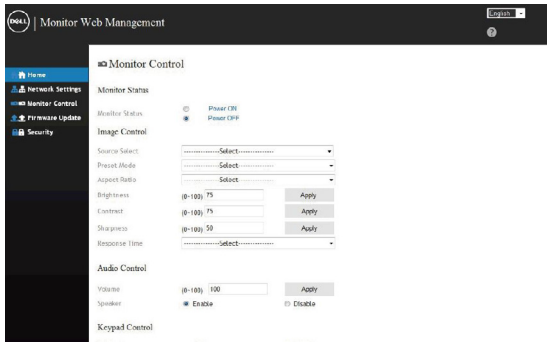 DELL | Monitor Web Management
English
?
Home
Network Settings
Monitor Control
Firmware Update
Security
Monitor Control
Monitor Status
Monitor Status Power ON
Power OFF
Image Control
Source Select ---------------Select---------------
Preset Mode ---------------Select---------------
Aspect Ratio ---------------Select---------------
Brightness (0~100) 75 Apply
Contrast (0~100) 75 Apply
Sharpness (0~100) 50 Apply
Response Time ---------------Select---------------
Audio Control
Volume (0~100) 100 Apply
Speaker Enable Disable
Keypad Control